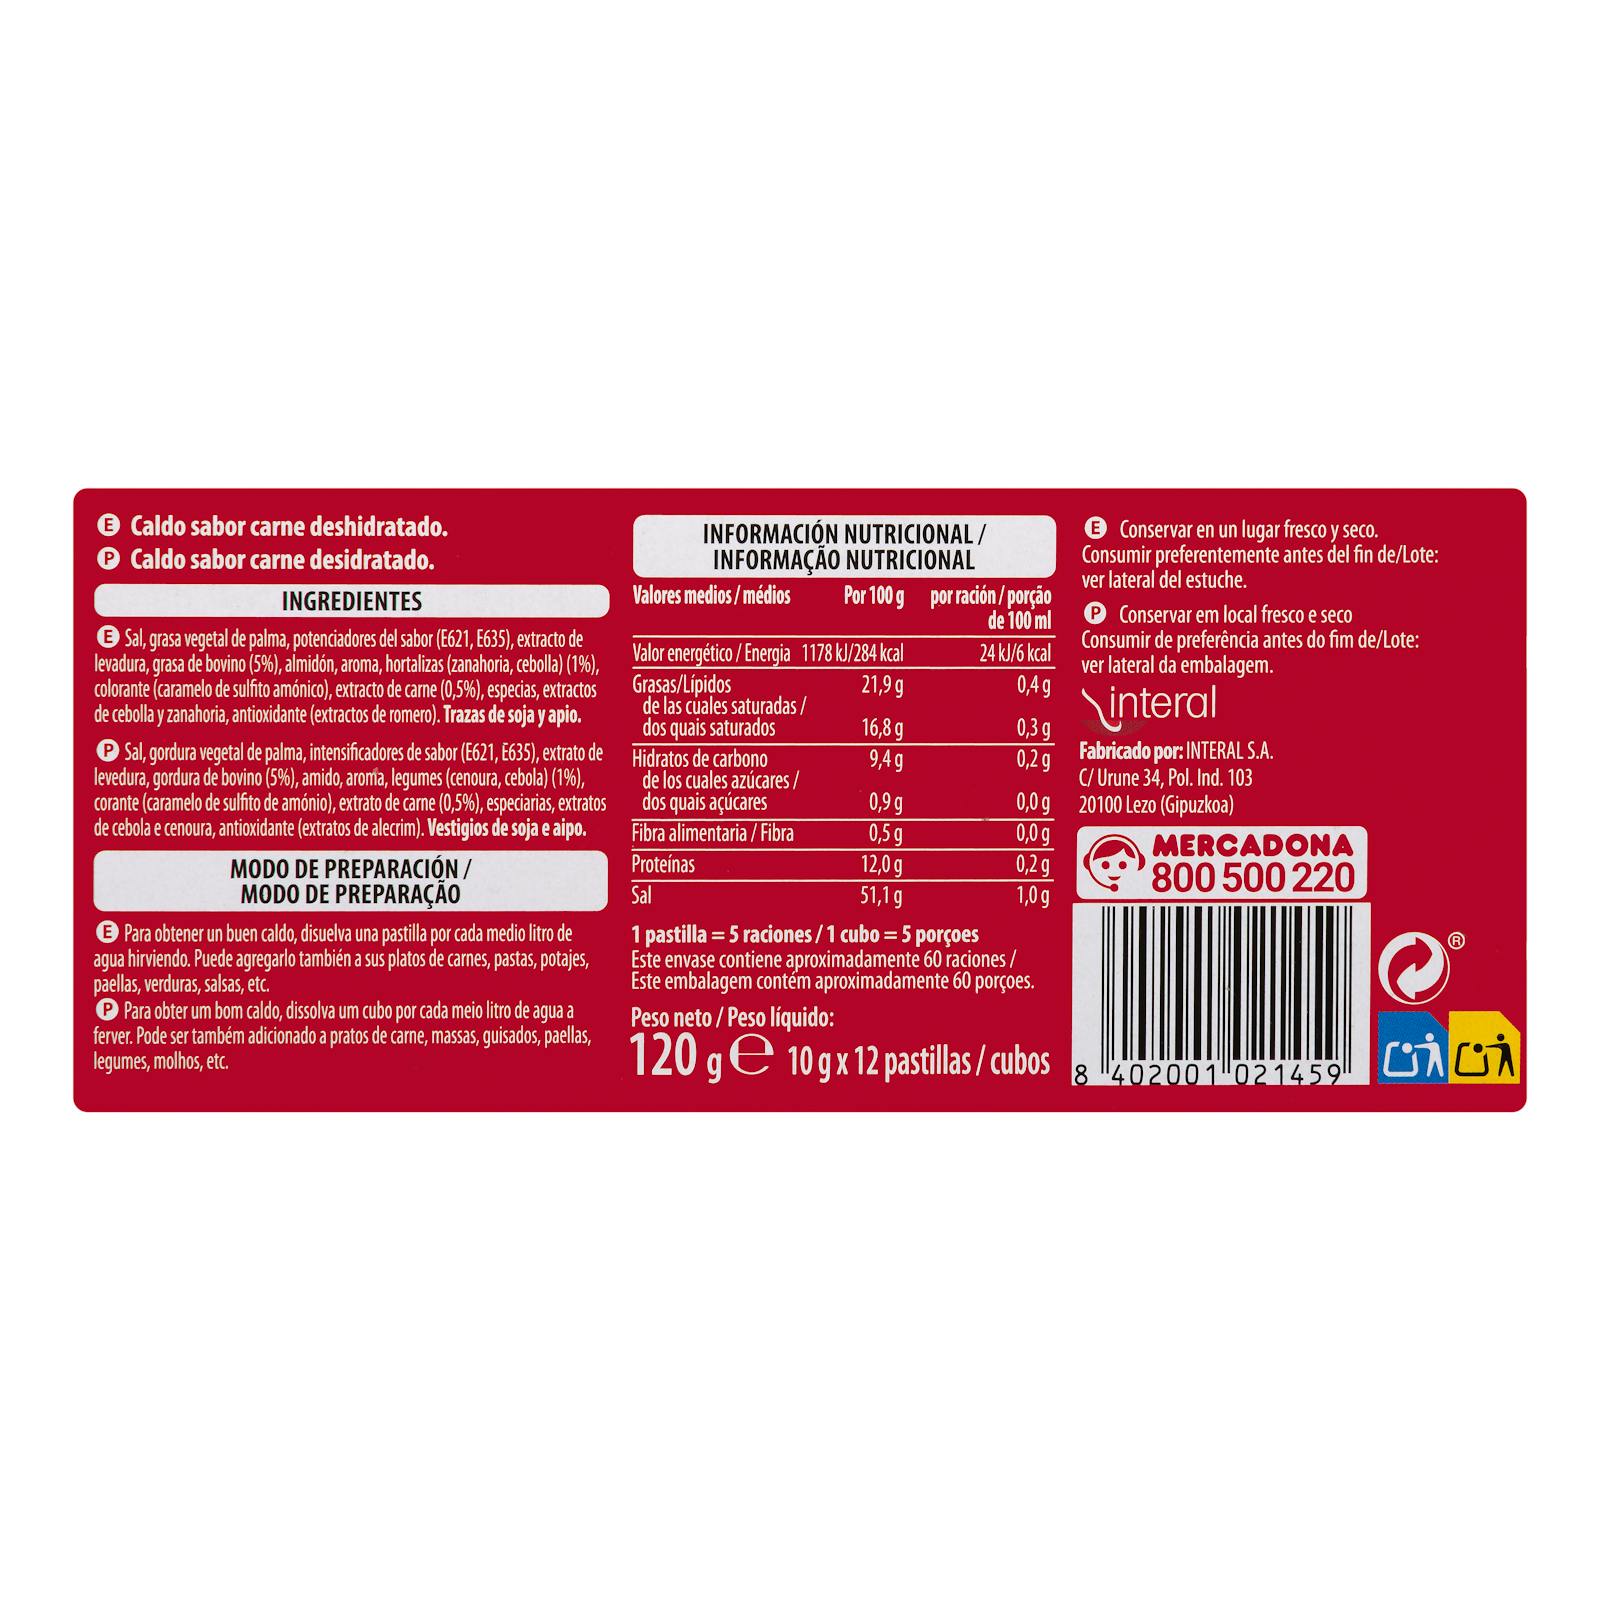 E Caldo sabor carne deshidratado.
P Caldo sabor carne desidratado.
INGREDIENTES
E Sal, grasa vegetal de palma, potenciadores del sabor (E621, E635), extracto de
levadura, grasa de bovino (5%), almidón, aroma, hortalizas (zanahoria, cebolla) (1%),
colorante (caramelo de sulfito amónico), extracto de carne (0,5%), especias, extractos
de cebolla y zanahoria, antioxidante (extractos de romero). Trazas de soja y apio.
P Sal, gordura vegetal de palma, intensificadores de sabor (E621, E635), extrato de
levedura, gordura de bovino (5%), amido, aroma, legumes (cenoura, cebola) (1%),
corante (caramelo de sulfito de amónio), extrato de carne (0,5%), especiarias, extratos
de cebola e cenoura, antioxidante (extratos de alecrim). Vestigios de soja e aipo.
MODO DE PREPARACIÓN /
MODO DE PREPARAÇÃO
E Para obtener un buen caldo, disuelva una pastilla por cada medio litro de
agua hirviendo. Puede agregarlo también a sus platos de carnes, pastas, potajes,
paellas, verduras, salsas, etc.
P Para obter um bom caldo, dissolva um cubo por cada meio litro de agua a
ferver. Pode ser também adicionado a pratos de carne, massas, guisados, paellas,
legumes, molhos, etc.
INFORMACIÓN NUTRICIONAL /
INFORMAÇÃO NUTRICIONAL
Valores medios / médios Por 100 g por ración / porção
de 100 ml
Valor energético / Energia 1178 kJ/284 kcal 24 kJ/6 kcal
Grasas/Lípidos 21,9 g 0,4 g
de las cuales saturadas /
dos quais saturados 16,8 g 0,3 g
Hidratos de carbono 9,4 g 0,2 g
de los cuales azúcares /
dos quais açúcares 0,9 g 0,0 g
Fibra alimentaria / Fibra 0,5 g 0,0 g
Proteínas 12,0 g 0,2 g
Sal 51,1 g 1,0 g
1 pastilla = 5 raciones / 1 cubo = 5 porçoes
Este envase contiene aproximadamente 60 raciones /
Este embalagem contém aproximadamente 60 porçoes.
Peso neto / Peso líquido:
120 g e 10 g x 12 pastillas / cubos
E Conservar en un lugar fresco y seco.
Consumir preferentemente antes del fin de/Lote:
ver lateral del estuche.
P Conservar em local fresco e seco
Consumir de preferência antes do fim de/Lote:
ver lateral da embalagem.
interal
Fabricado por: INTERAL S.A.
C/ Urune 34, Pol. Ind. 103
20100 Lezo (Gipuzkoa)
MERCADONA
800 500 220
®
8 402001 021459